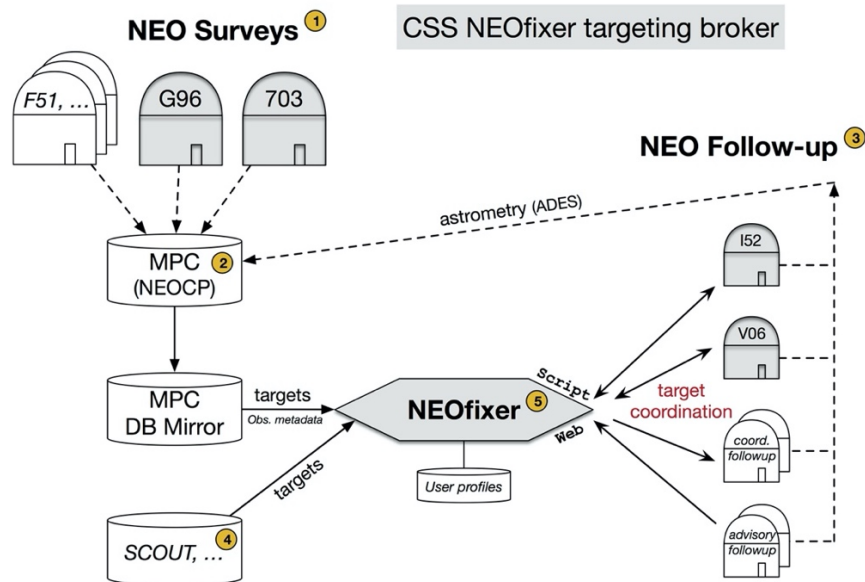 NEO Surveys 1
CSS NEOfixer targeting broker
F51, ...
G96
703
NEO Follow-up 3
astrometry (ADES)
I52
MPC 2
(NEOCP)
V06
Script
targets
Obs. metadata
NEOfixer 5
target
coordination
MPC
DB Mirror
Web
coord.
followup
User profiles
targets
SCOUT, ... 4
advisory
followup